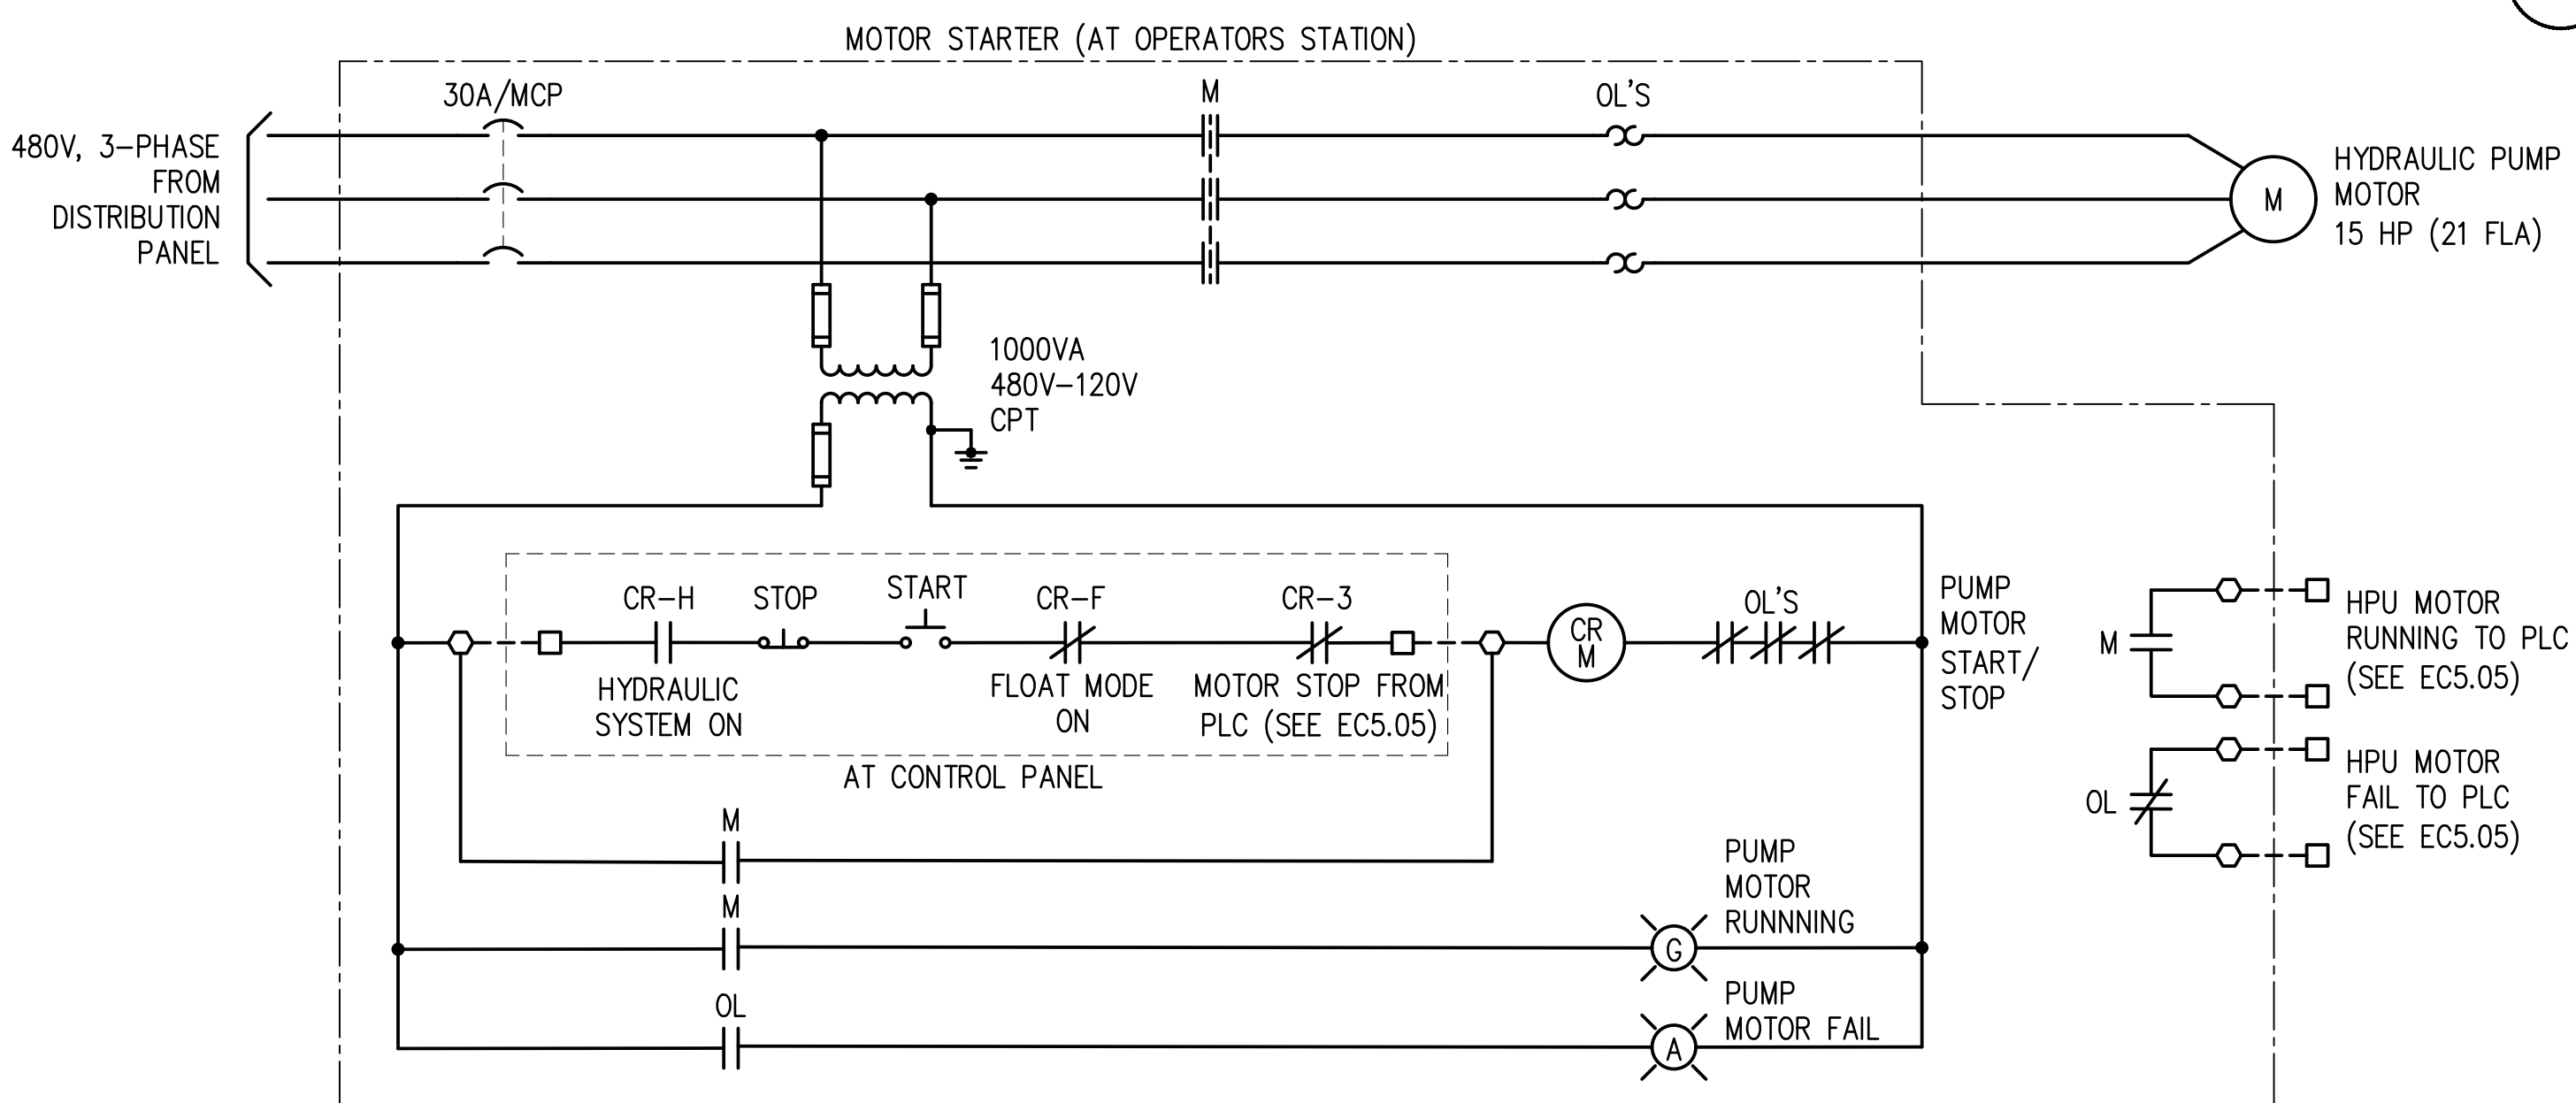 MOTOR STARTER (AT OPERATORS STATION)
30A/MCP
M
OL'S
480V, 3-PHASE
FROM
DISTRIBUTION
PANEL
M
HYDRAULIC PUMP
MOTOR
15 HP (21 FLA)
1000VA
480V-120V
CPT
CR-H
STOP
START
CR-F
CR-3
HYDRAULIC
SYSTEM ON
FLOAT MODE
ON
MOTOR STOP FROM
PLC (SEE EC5.05)
AT CONTROL PANEL
CR
M
OL'S
PUMP
MOTOR
START/
STOP
M
HPU MOTOR
RUNNING TO PLC
(SEE EC5.05)
OL
HPU MOTOR
FAIL TO PLC
(SEE EC5.05)
M
M
PUMP
MOTOR
RUNNNING
G
OL
PUMP
MOTOR FAIL
A